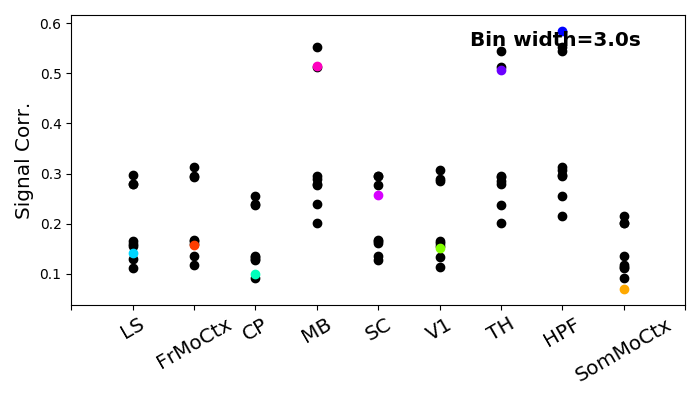 Bin width=3.0s
Signal Corr.
0.6
0.5
0.4
0.3
0.2
0.1
LS FrMoCtx CP MB SC V1 TH HPF SomMoCtx